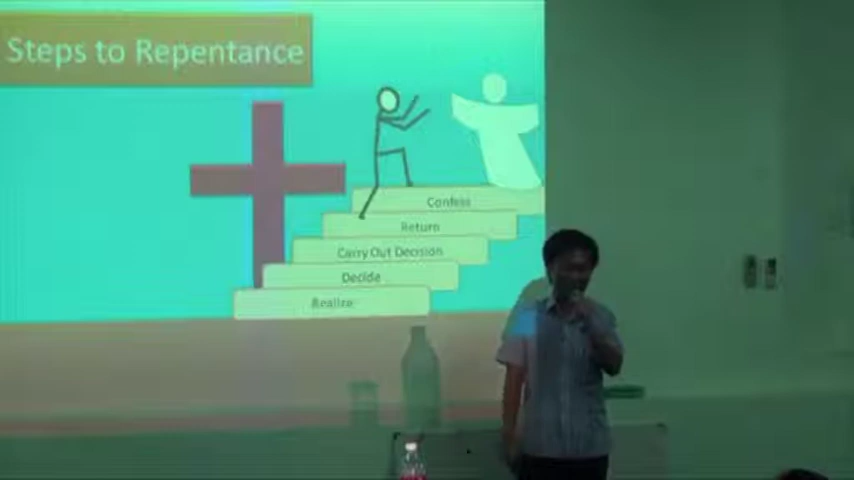 Steps to Repentance
Confess
Return
Carry Out Decision
Decide
Realize